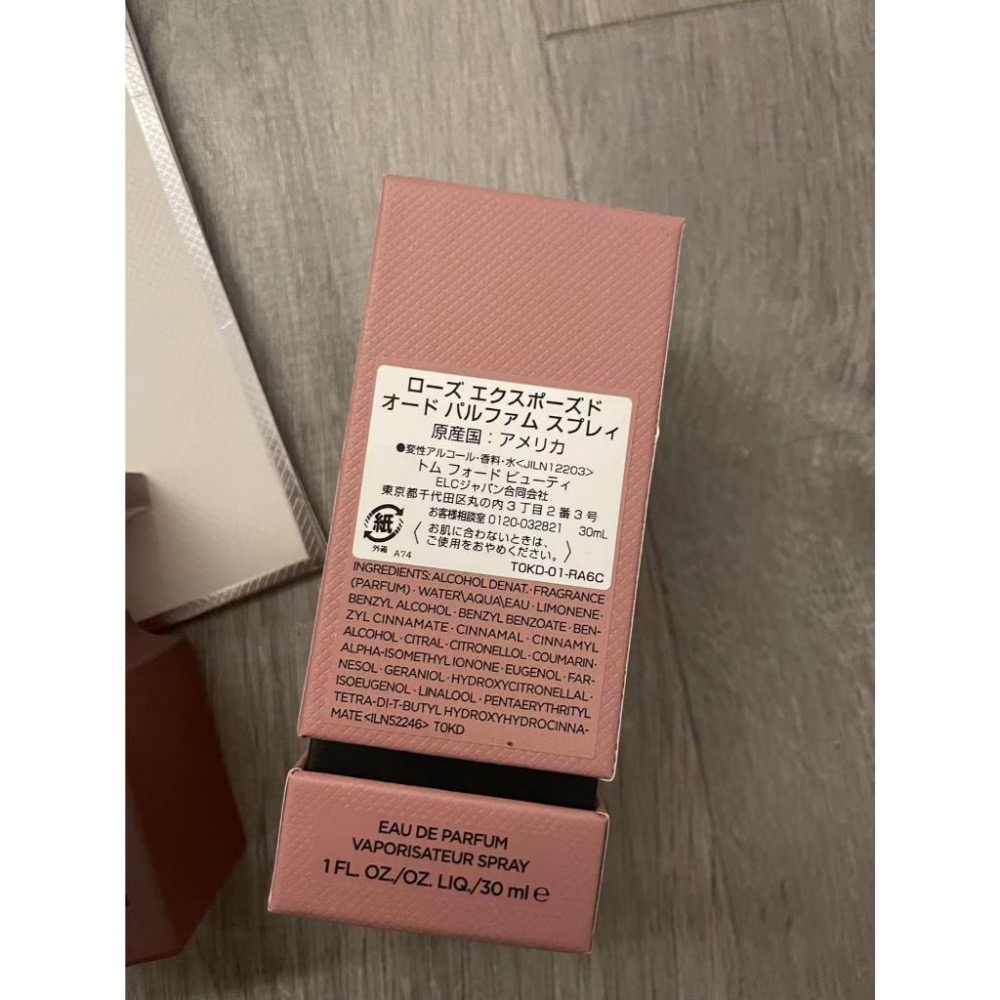 ローズ エクスポーズド
オード パルファム スプレィ
原産国：アメリカ
●変性アルコール・香料・水<JILN12203>
トム フォード ビューティ
ELCジャパン合同会社
東京都千代田区丸の内3丁目2番3号
お客様相談室 0120-032821 30mL
紙
外箱 A74
〈お肌に合わないときは、
ご使用をおやめください。〉
T0KD-01-RA6C
INGREDIENTS: ALCOHOL DENAT.·FRAGRANCE
(PARFUM)·WATER\AQUA\EAU·LIMONENE·
BENZYL ALCOHOL·BENZYL BENZOATE·BEN-
ZYL CINNAMATE·CINNAMAL·CINNAMYL
ALCOHOL·CITRAL·CITRONELLOL·COUMARIN·
ALPHA-ISOMETHYL IONONE·EUGENOL·FAR-
NESOL·GERANIOL·HYDROXYCITRONELLAL·
ISOEUGENOL·LINALOOL·PENTAERYTHRITYL
TETRA-DI-T-BUTYL HYDROXYHYDROCINNA-
MATE <ILN52246> T0KD
EAU DE PARFUM
VAPORISATEUR SPRAY
1 FL. OZ./OZ. LIQ./30 ml ℮